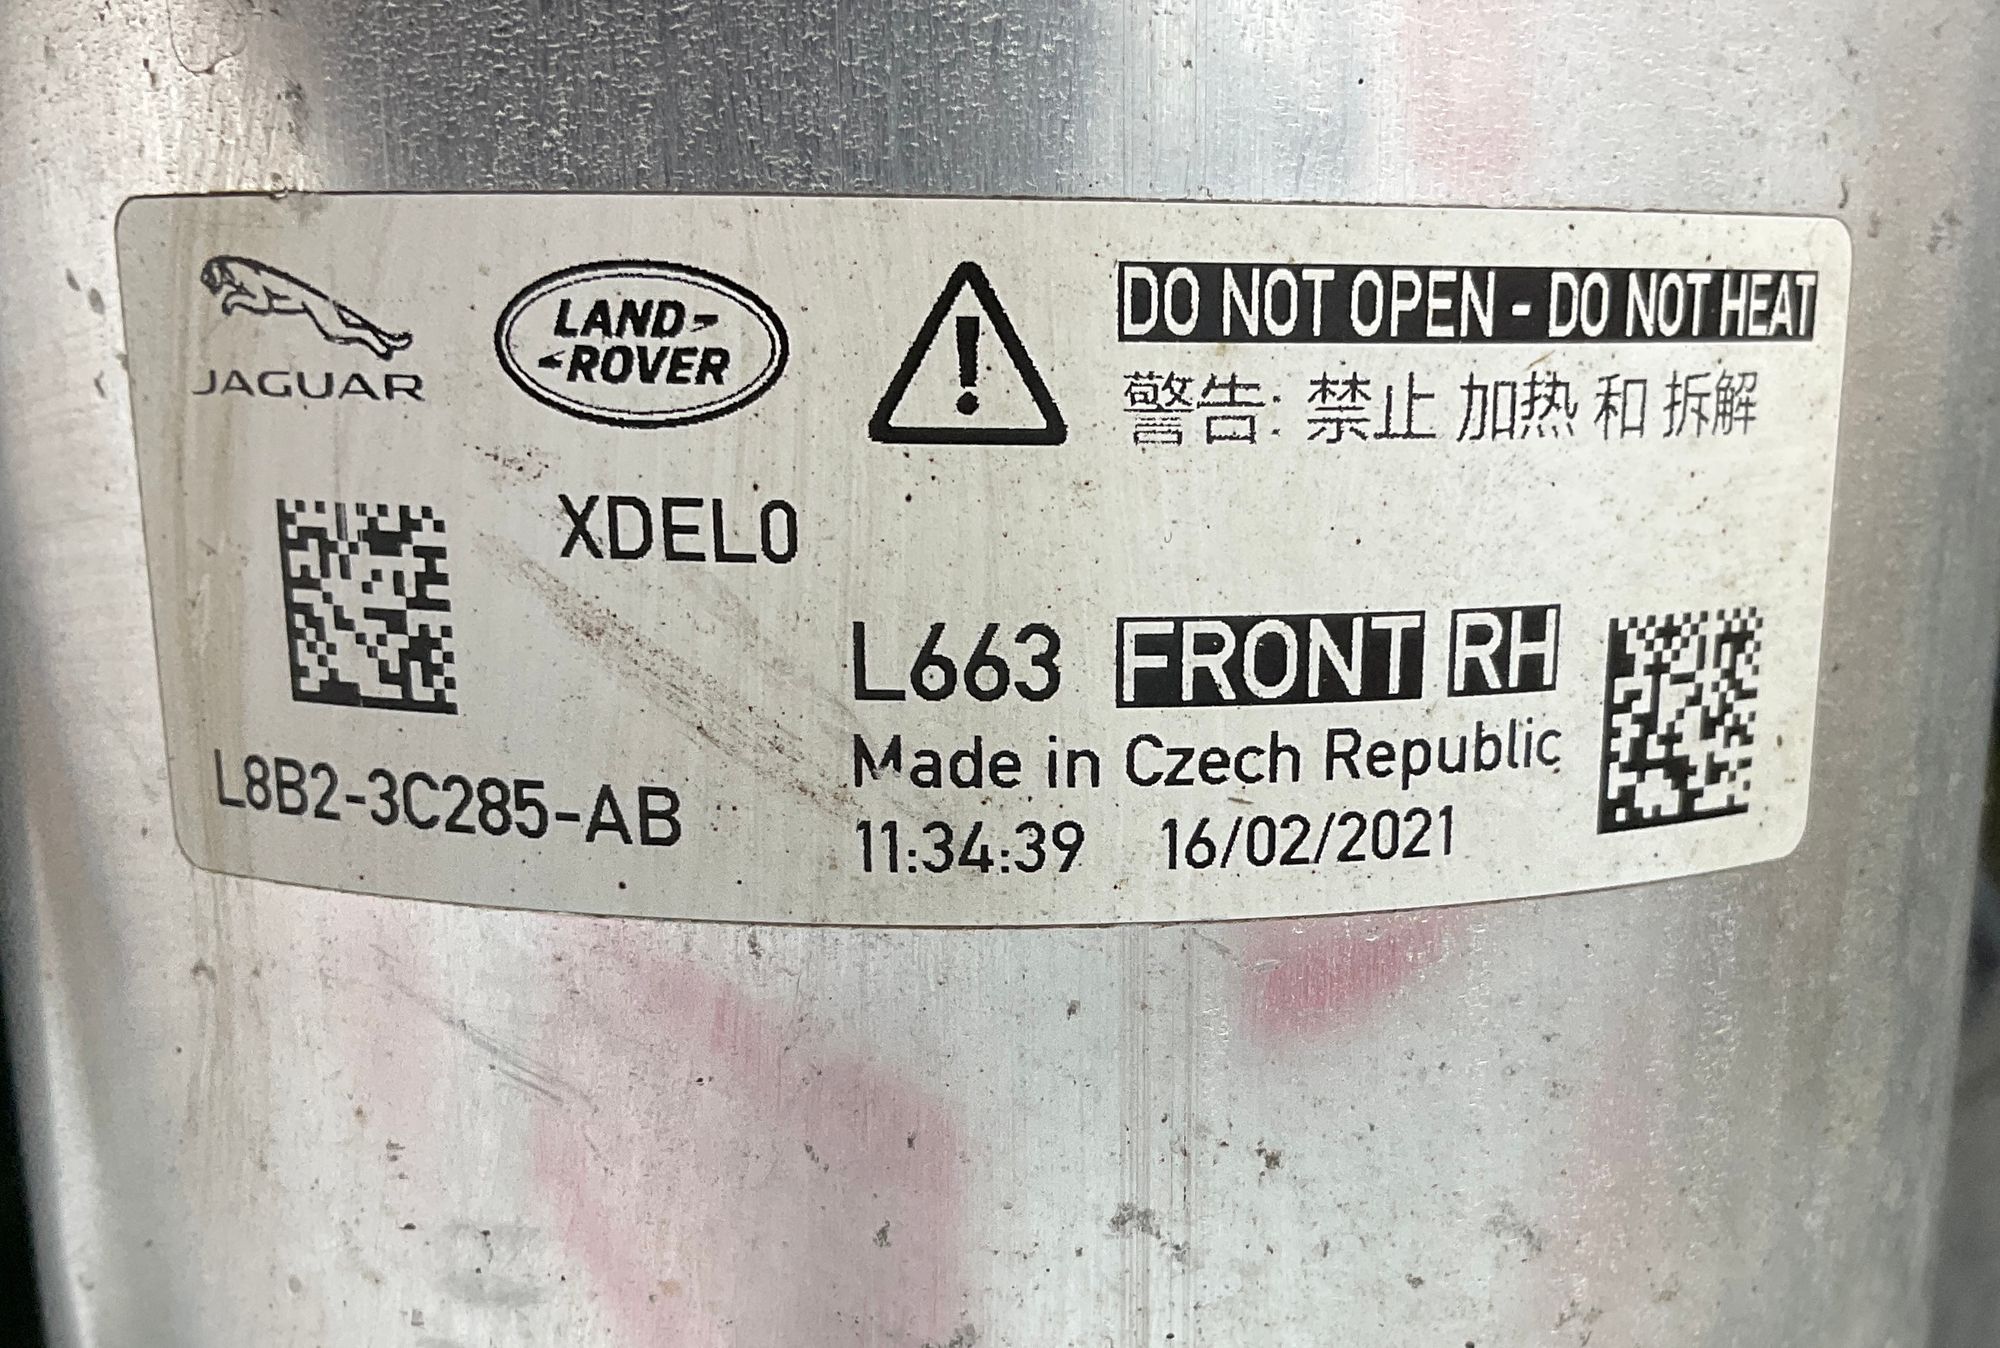 JAGUAR
LAND-
-ROVER
!
DO NOT OPEN - DO NOT HEAT
警告: 禁止 加热 和 拆解
XDEL0
L663 FRONT RH
Made in Czech Republic
L8B2-3C285-AB
11:34:39 16/02/2021